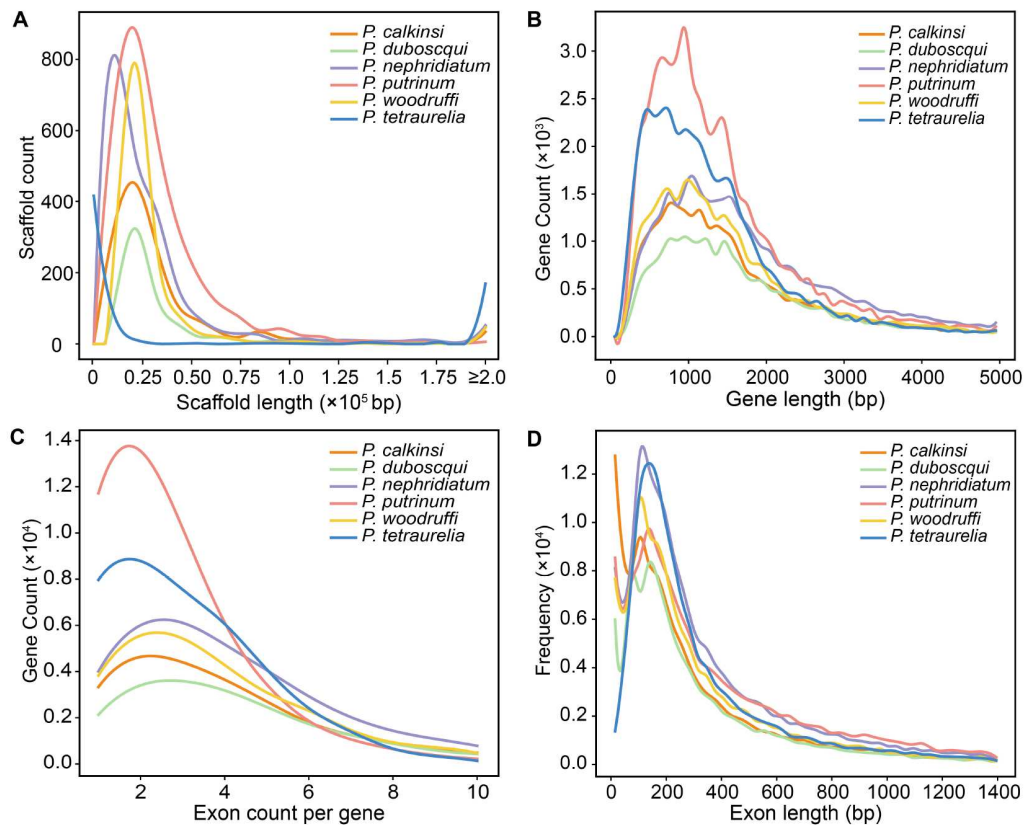 A
Scaffold count
800
600
400
200
0
P. calkinsi
P. duboscqui
P. nephridiatum
P. putrinum
P. woodruffi
P. tetraurelia
0 0.25 0.50 0.75 1.0 1.25 1.5 1.75 ≥2.0
Scaffold length (×10⁵ bp)
B
Gene Count (×10³)
3.0
2.5
2.0
1.5
1.0
0.5
0.0
P. calkinsi
P. duboscqui
P. nephridiatum
P. putrinum
P. woodruffi
P. tetraurelia
0 1000 2000 3000 4000 5000
Gene length (bp)
C
Gene Count (×10⁴)
1.4
1.2
1.0
0.8
0.6
0.4
0.2
0.0
P. calkinsi
P. duboscqui
P. nephridiatum
P. putrinum
P. woodruffi
P. tetraurelia
2 4 6 8 10
Exon count per gene
D
Frequency (×10⁴)
1.2
1.0
0.8
0.6
0.4
0.2
0.0
P. calkinsi
P. duboscqui
P. nephridiatum
P. putrinum
P. woodruffi
P. tetraurelia
0 200 400 600 800 1000 1200 1400
Exon length (bp)